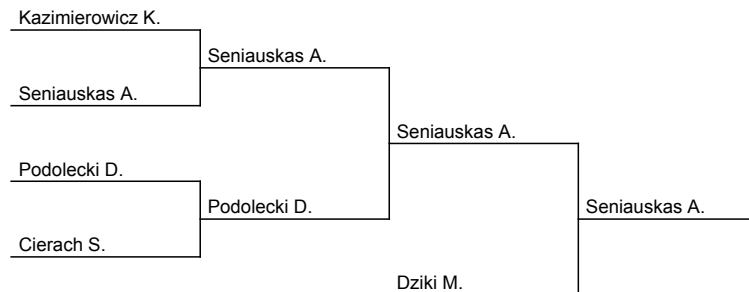 Kazimierowicz K.
Seniauskas A.
Seniauskas A.
Seniauskas A.
Podolecki D.
Podolecki D.
Seniauskas A.
Cierach S.
Dziki M.